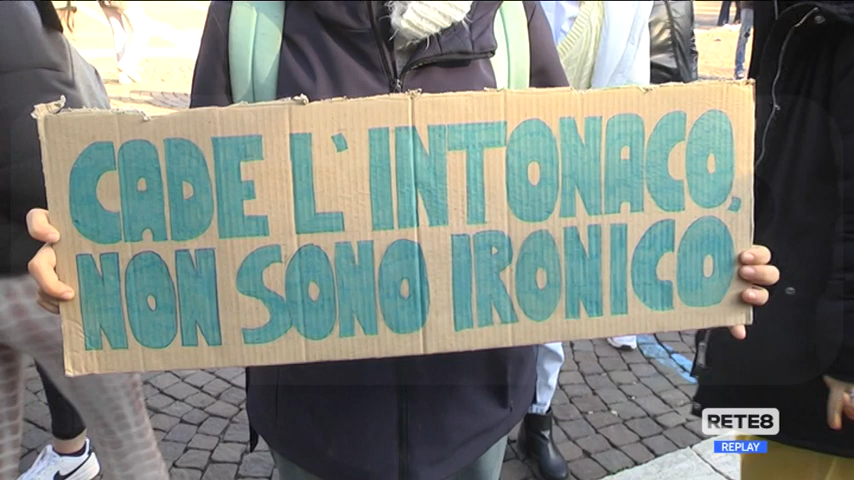 CADE L'INTONACO,
NON SONO IRONICO
RETE8
REPLAY